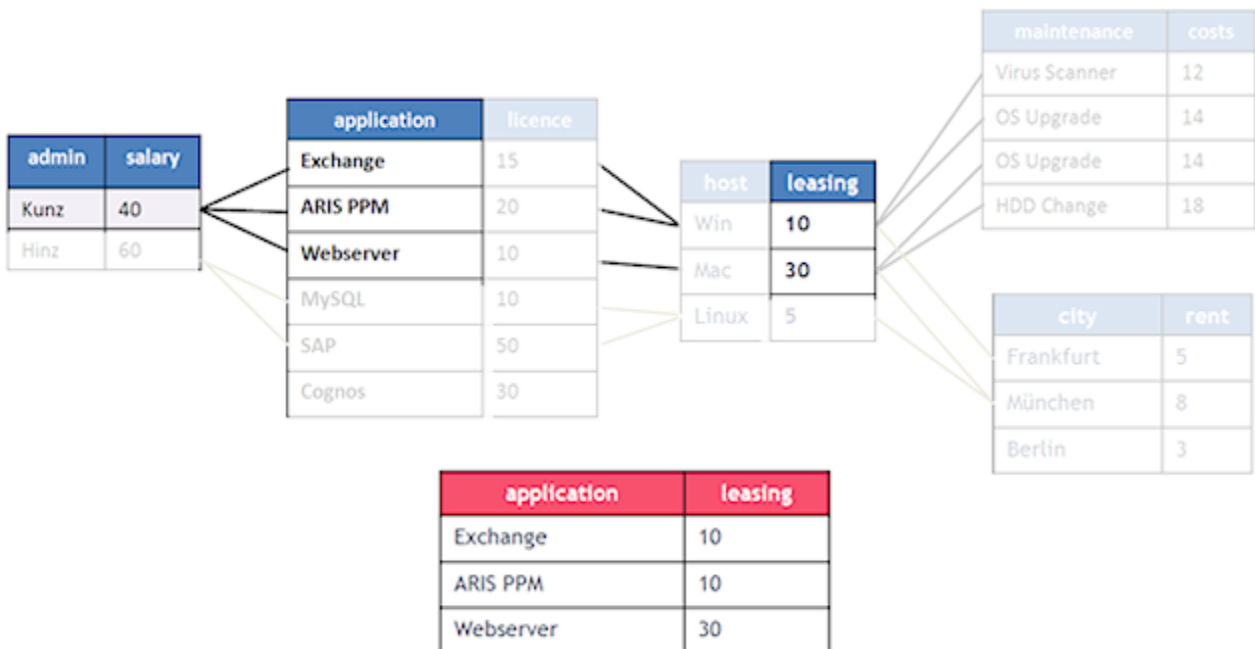 admin salary
Kunz 40
Hinz 60
application licence
Exchange 15
ARIS PPM 20
Webserver 10
MySQL 10
SAP 50
Cognos 30
host leasing
Win 10
Mac 30
Linux 5
maintenance costs
Virus Scanner 12
OS Upgrade 14
OS Upgrade 14
HDD Change 18
city rent
Frankfurt 5
München 8
Berlin 3
application leasing
Exchange 10
ARIS PPM 10
Webserver 30